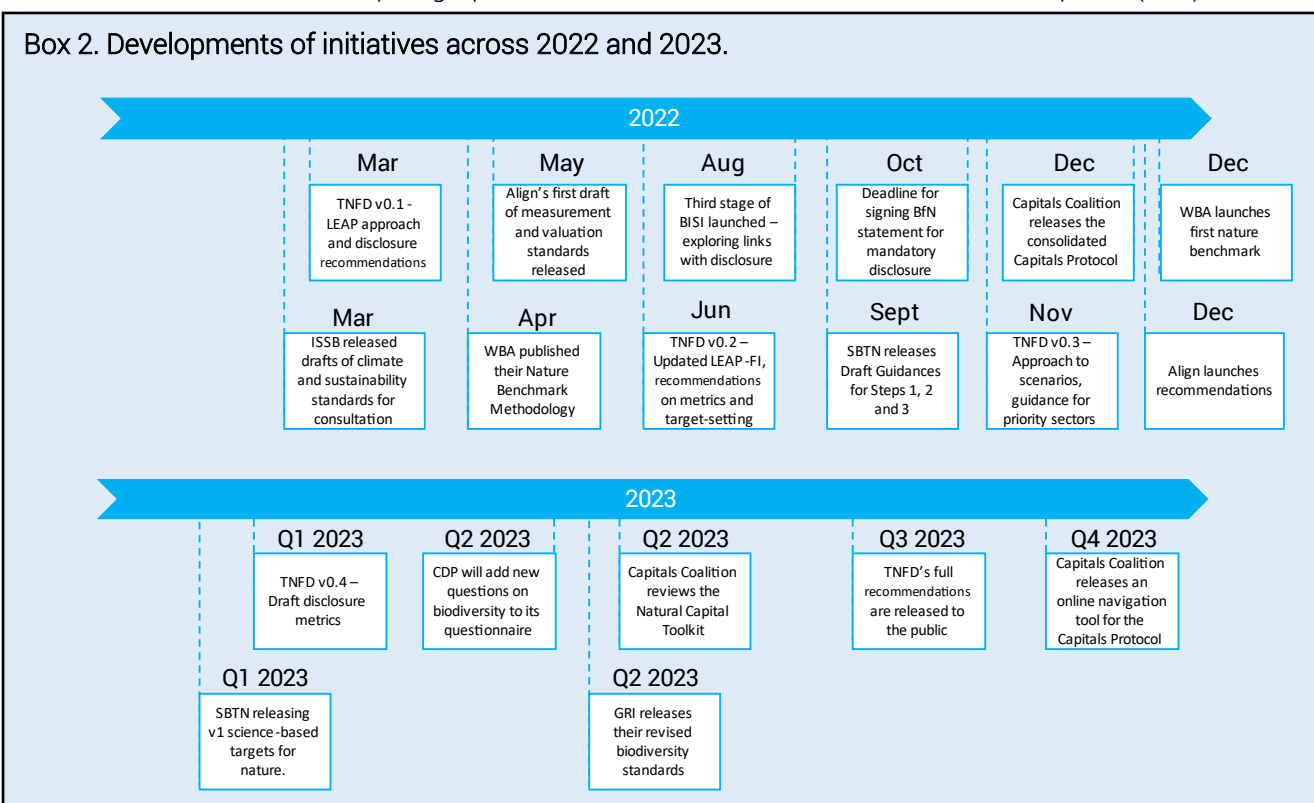 Box 2. Developments of initiatives across 2022 and 2023.
2022
Mar
TNFD v0.1 -
LEAP approach
and disclosure
recommendations
May
Align's first draft
of measurement
and valuation
standards
released
Aug
Third stage of
BISI launched –
exploring links
with disclosure
Oct
Deadline for
signing BfN
statement for
mandatory
disclosure
Dec
Capitals Coalition
releases the
consolidated
Capitals Protocol
Dec
WBA launches
first nature
benchmark
Mar
ISSB released
drafts of climate
and sustainability
standards for
consultation
Apr
WBA published
their Nature
Benchmark
Methodology
Jun
TNFD v0.2 –
Updated LEAP-FI,
recommendations
on metrics and
target-setting
Sept
SBTN releases
Draft Guidances
for Steps 1, 2
and 3
Nov
TNFD v0.3 –
Approach to
scenarios,
guidance for
priority sectors
Dec
Align launches
recommendations
2023
Q1 2023
TNFD v0.4 –
Draft disclosure
metrics
Q2 2023
CDP will add new
questions on
biodiversity to its
questionnaire
Q2 2023
Capitals Coalition
reviews the
Natural Capital
Toolkit
Q3 2023
TNFD's full
recommendations
are released to
the public
Q4 2023
Capitals Coalition
releases an
online navigation
tool for the
Capitals Protocol
Q1 2023
SBTN releasing
v1 science-based
targets for
nature.
Q2 2023
GRI releases
their revised
biodiversity
standards